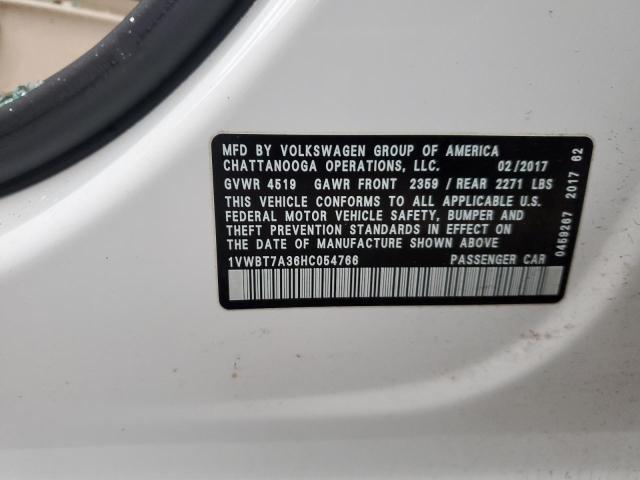 MFD BY VOLKSWAGEN GROUP OF AMERICA
CHATTANOOGA OPERATIONS, LLC. 02/2017
GVWR 4519 GAWR FRONT 2359 / REAR 2271 LBS
THIS VEHICLE CONFORMS TO ALL APPLICABLE U.S.
FEDERAL MOTOR VEHICLE SAFETY, BUMPER AND
THEFT PREVENTION STANDARDS IN EFFECT ON
THE DATE OF MANUFACTURE SHOWN ABOVE
1VWBT7A36HC054766 PASSENGER CAR
0459267 2017 62